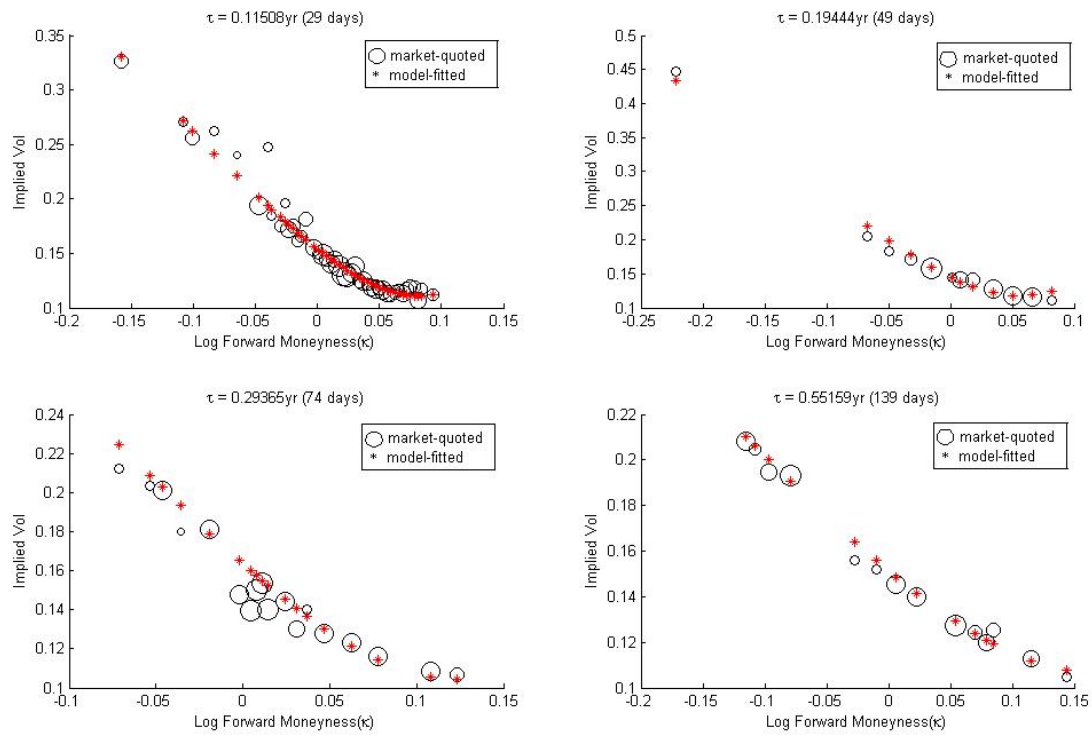 τ = 0.11508yr (29 days)
0.35
0.3
0.25
0.2
0.15
0.1
Implied Vol
market-quoted
* model-fitted
-0.2 -0.15 -0.1 -0.05 0 0.05 0.1 0.15
Log Forward Moneyness(κ)
τ = 0.19444yr (49 days)
0.5
0.45
0.4
0.35
0.3
0.25
0.2
0.15
0.1
Implied Vol
market-quoted
* model-fitted
-0.25 -0.2 -0.15 -0.1 -0.05 0 0.05 0.1
Log Forward Moneyness(κ)
τ = 0.29365yr (74 days)
0.24
0.22
0.2
0.18
0.16
0.14
0.12
0.1
Implied Vol
market-quoted
* model-fitted
-0.1 -0.05 0 0.05 0.1 0.15
Log Forward Moneyness(κ)
τ = 0.55159yr (139 days)
0.22
0.2
0.18
0.16
0.14
0.12
0.1
Implied Vol
market-quoted
* model-fitted
-0.2 -0.15 -0.1 -0.05 0 0.05 0.1 0.15
Log Forward Moneyness(κ)